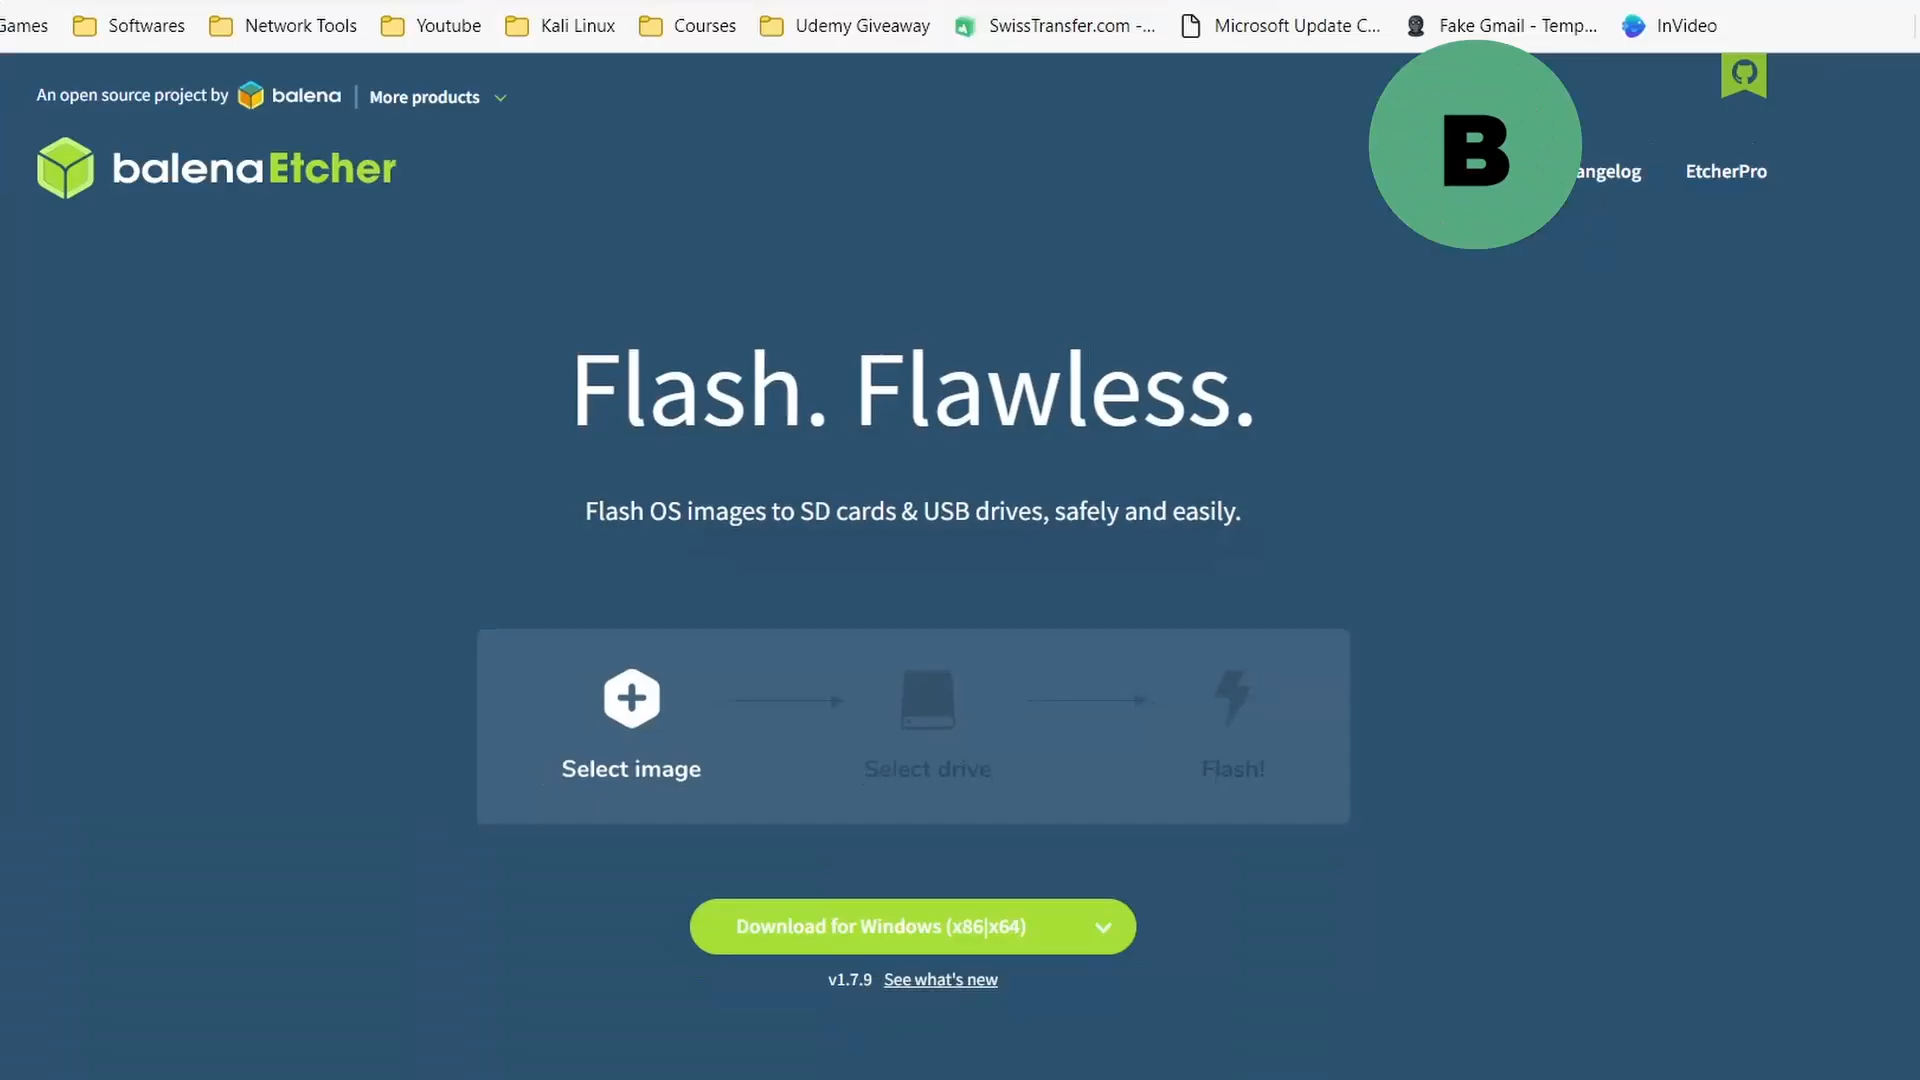 Games Softwares Network Tools Youtube Kali Linux Courses Udemy Giveaway SwissTransfer.com -... Microsoft Update C... Fake Gmail - Temp... InVideo
An open source project by balena More products
B
balenaEtcher
angelog EtcherPro
Flash. Flawless.
Flash OS images to SD cards & USB drives, safely and easily.
Select image Select drive Flash!
Download for Windows (x86|x64)
v1.7.9 See what's new